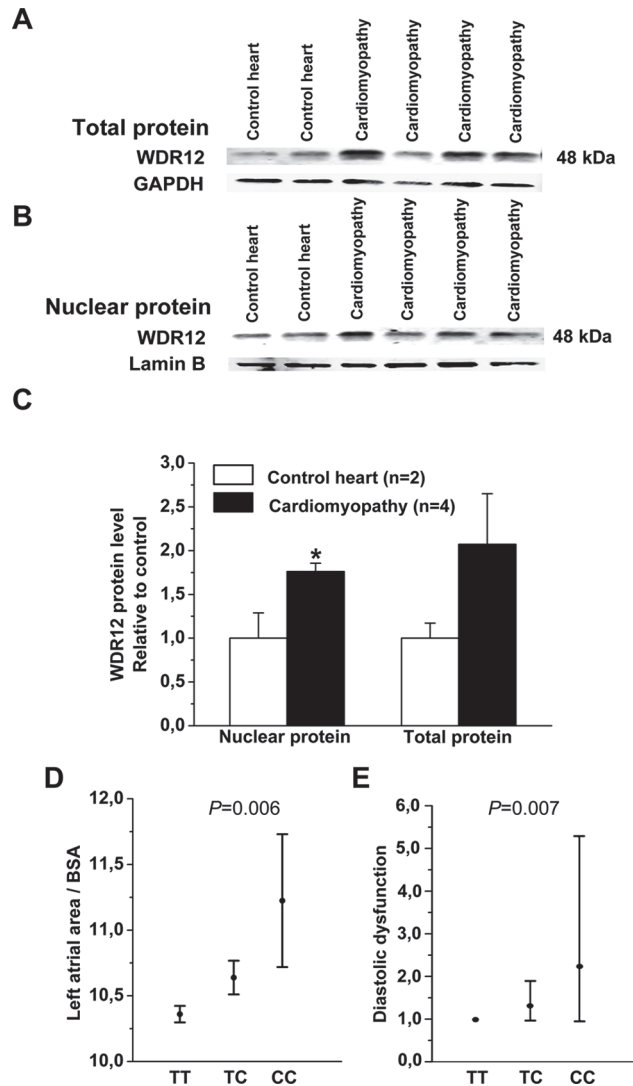 A
Control heart
Control heart
Cardiomyopathy
Cardiomyopathy
Cardiomyopathy
Cardiomyopathy
Total protein
WDR12
48 kDa
GAPDH
B
Control heart
Control heart
Cardiomyopathy
Cardiomyopathy
Cardiomyopathy
Cardiomyopathy
Nuclear protein
WDR12
48 kDa
Lamin B
C
WDR12 protein level
Relative to control
3,0
2,5
2,0
1,5
1,0
0,5
0,0
Control heart (n=2)
Cardiomyopathy (n=4)
*
Nuclear protein
Total protein
D
Left atrial area / BSA
12,0
11,5
11,0
10,5
10,0
P=0.006
TT
TC
CC
E
Diastolic dysfunction
6,0
5,0
4,0
3,0
2,0
1,0
0,0
P=0.007
TT
TC
CC